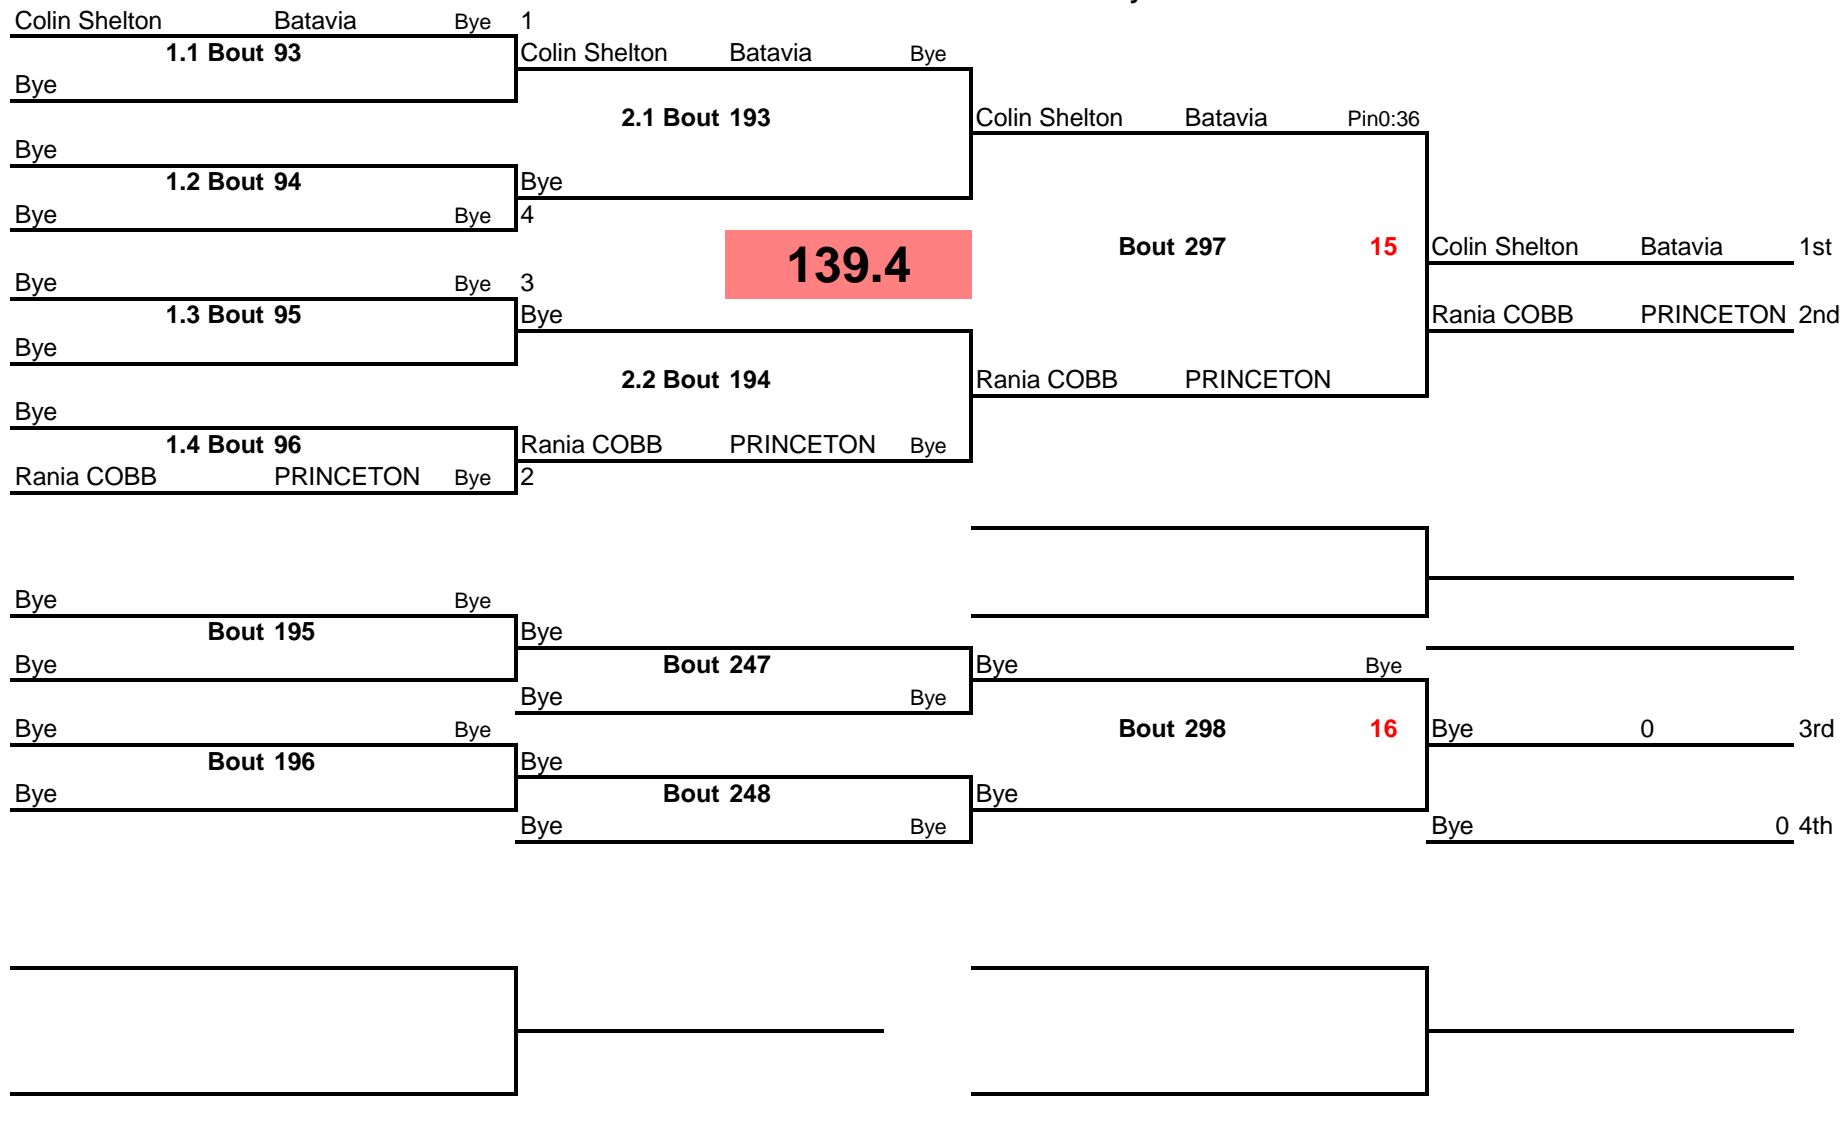 Colin Shelton Batavia Bye 1
1.1 Bout 93 Colin Shelton Batavia Bye
Bye
2.1 Bout 193 Colin Shelton Batavia Pin0:36
Bye
1.2 Bout 94 Bye
Bye Bye 4
139.4 Bout 297 15 Colin Shelton Batavia 1st
Bye Bye 3
1.3 Bout 95 Bye Rania COBB PRINCETON 2nd
Bye
2.2 Bout 194 Rania COBB PRINCETON
Bye
1.4 Bout 96 Rania COBB PRINCETON Bye
Rania COBB PRINCETON Bye 2
Bye Bye
Bout 195 Bye
Bye Bout 247 Bye Bye
Bye Bye
Bye Bye Bout 298 16 Bye 0 3rd
Bout 196 Bye
Bye Bout 248 Bye
Bye Bye Bye 0 4th